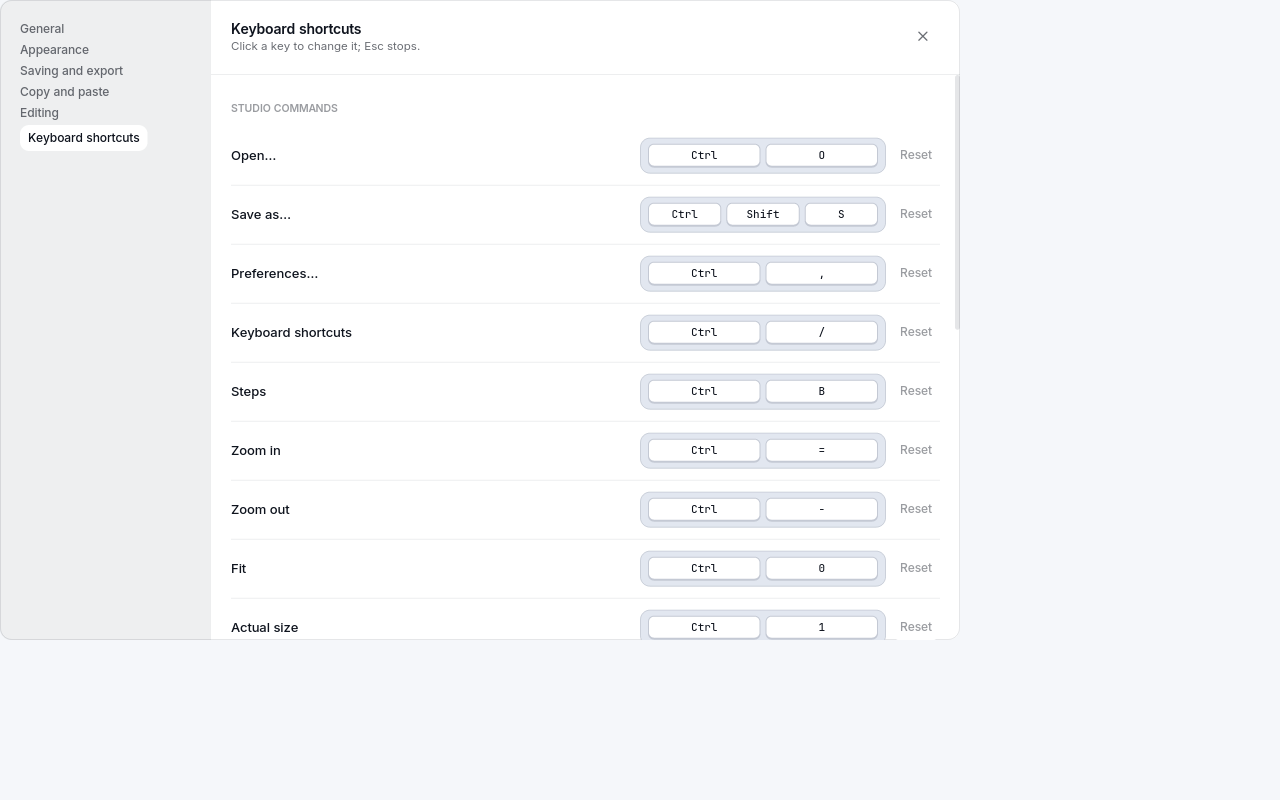 General
Appearance
Saving and export
Copy and paste
Editing
Keyboard shortcuts
Keyboard shortcuts
Click a key to change it; Esc stops.
STUDIO COMMANDS
Open... Ctrl O Reset
Save as... Ctrl Shift S Reset
Preferences... Ctrl , Reset
Keyboard shortcuts Ctrl / Reset
Steps Ctrl B Reset
Zoom in Ctrl = Reset
Zoom out Ctrl - Reset
Fit Ctrl 0 Reset
Actual size Ctrl 1 Reset